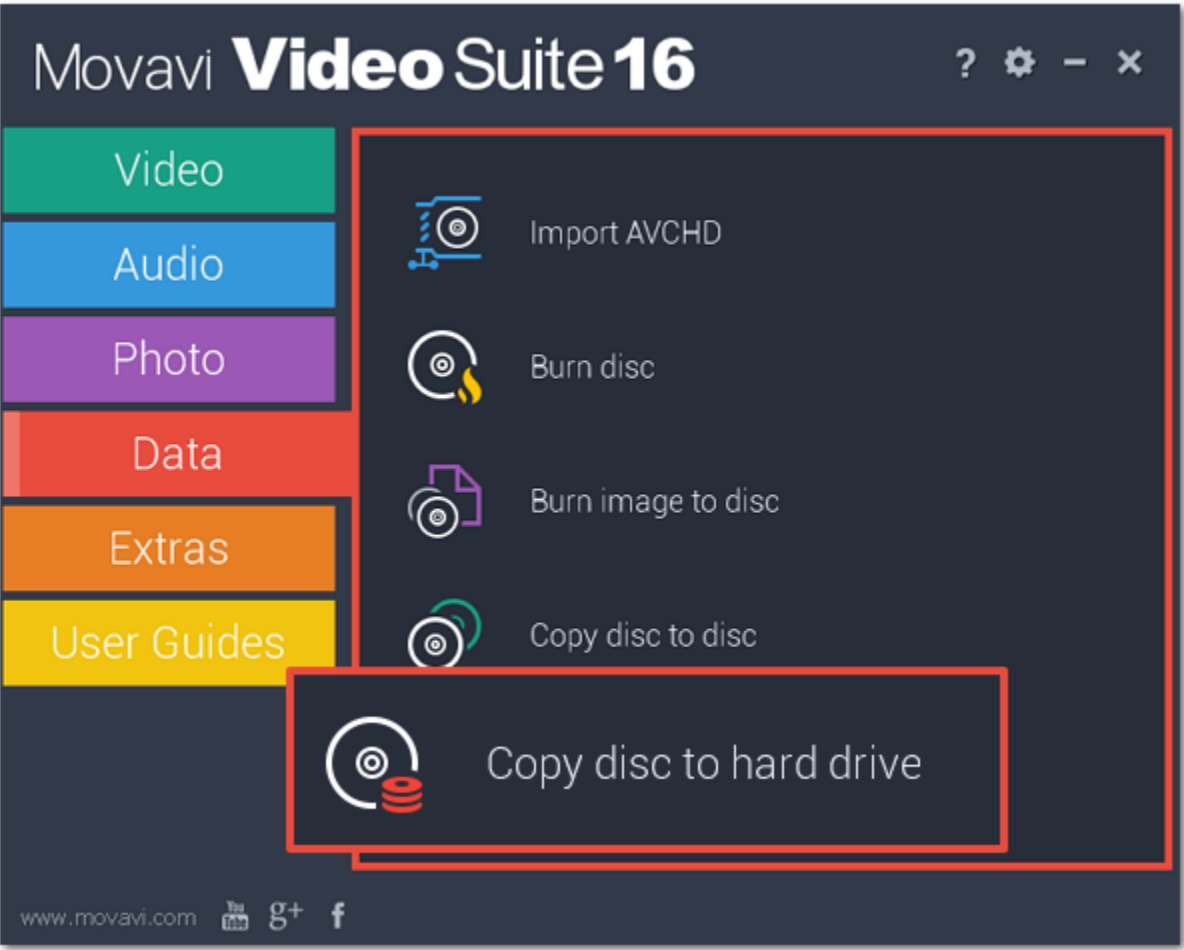 Movavi Video Suite 16
?
Video
Audio
Photo
Data
Extras
User Guides
Import AVCHD
Burn disc
Burn image to disc
Copy disc to disc
Copy disc to hard drive
www.movavi.com You Tube g+ f